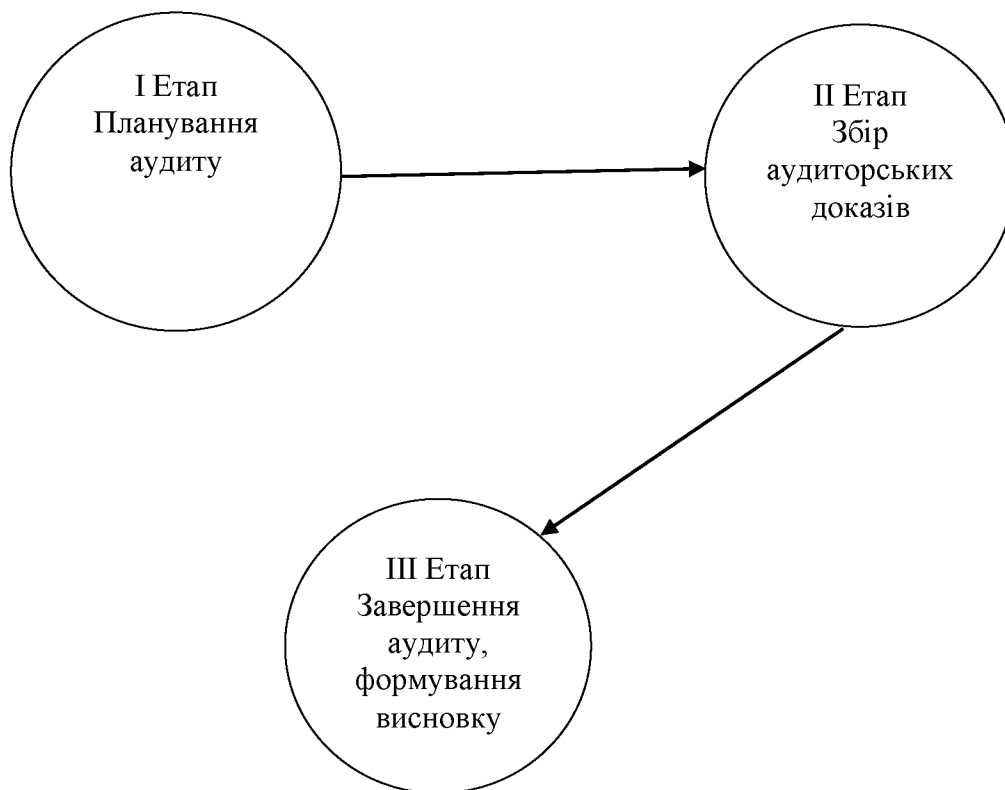 I Етап
Планування
аудиту
II Етап
Збір
аудиторських
доказів
III Етап
Завершення
аудиту,
формування
висновку